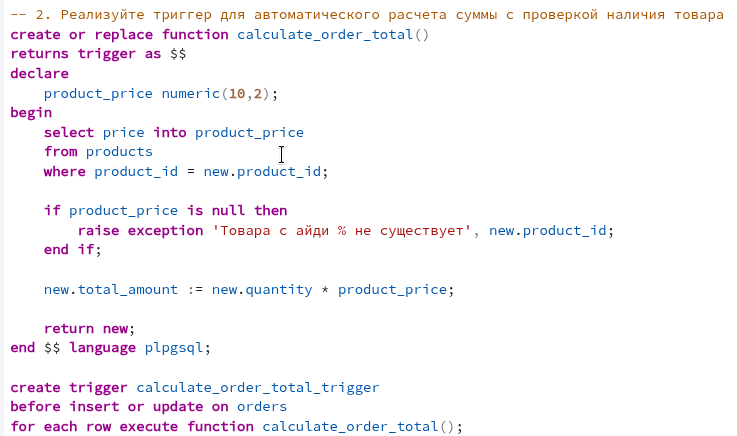 -- 2. Реализуйте триггер для автоматического расчета суммы с проверкой наличия товара
create or replace function calculate_order_total()
returns trigger as $$
declare
    product_price numeric(10,2);
begin
    select price into product_price
    from products
    where product_id = new.product_id;

    if product_price is null then
        raise exception 'Товара с айди % не существует', new.product_id;
    end if;

    new.total_amount := new.quantity * product_price;

    return new;
end $$ language plpgsql;

create trigger calculate_order_total_trigger
before insert or update on orders
for each row execute function calculate_order_total();